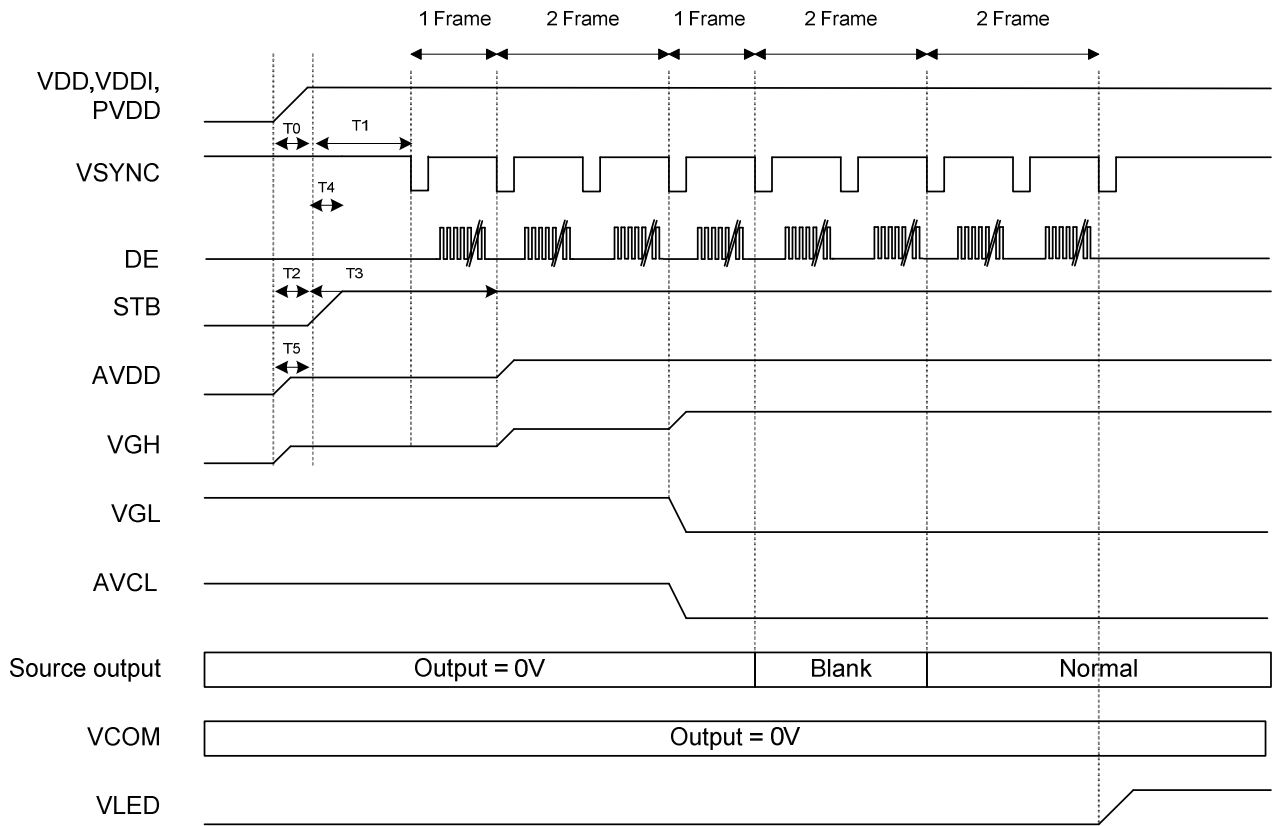 1 Frame 2 Frame 1 Frame 2 Frame 2 Frame
VDD,VDDI,
PVDD
T0 T1
VSYNC
T4
DE
T2 T3
STB
T5
AVDD
VGH
VGL
AVCL
Source output Output = 0V Blank Normal
VCOM Output = 0V
VLED